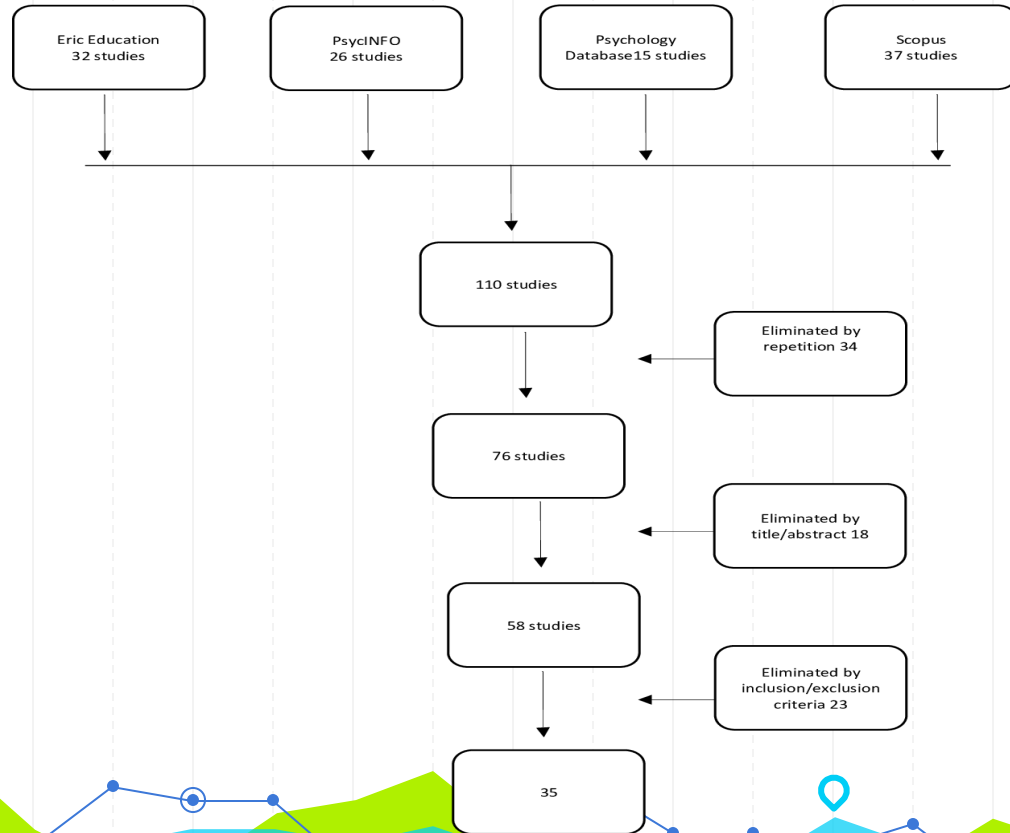 Eric Education
32 studies
PsycINFO
26 studies
Psychology
Database15 studies
Scopus
37 studies
110 studies
Eliminated by
repetition 34
76 studies
Eliminated by
title/abstract 18
58 studies
Eliminated by
inclusion/exclusion
criteria 23
35